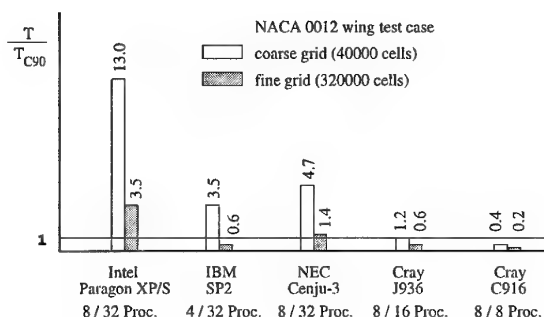 T
T_C90
NACA 0012 wing test case
coarse grid (40000 cells)
fine grid (320000 cells)
13.0
3.5
3.5
0.6
4.7
1.4
1.2
0.6
0.4
0.2
1
Intel
Paragon XP/S
8 / 32 Proc.
IBM
SP2
4 / 32 Proc.
NEC
Cenju-3
8 / 32 Proc.
Cray
J936
8 / 16 Proc.
Cray
C916
8 / 8 Proc.